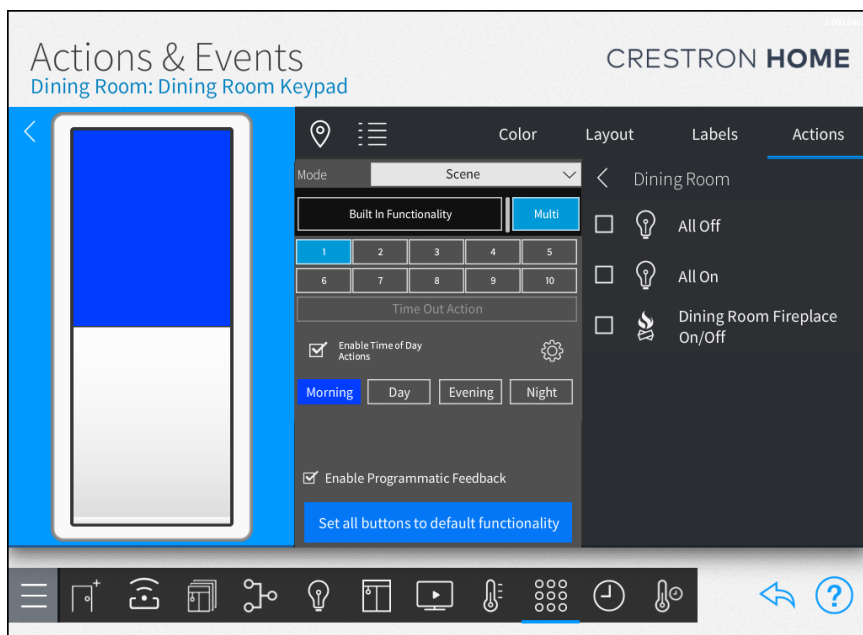 Actions & Events
Dining Room: Dining Room Keypad
CRESTRON HOME
Color
Layout
Labels
Actions
Mode
Scene
Built In Functionality
Multi
1
2
3
4
5
6
7
8
9
10
Time Out Action
Enable Time of Day
Actions
Morning
Day
Evening
Night
Enable Programmatic Feedback
Set all buttons to default functionality
Dining Room
All Off
All On
Dining Room Fireplace
On/Off
?